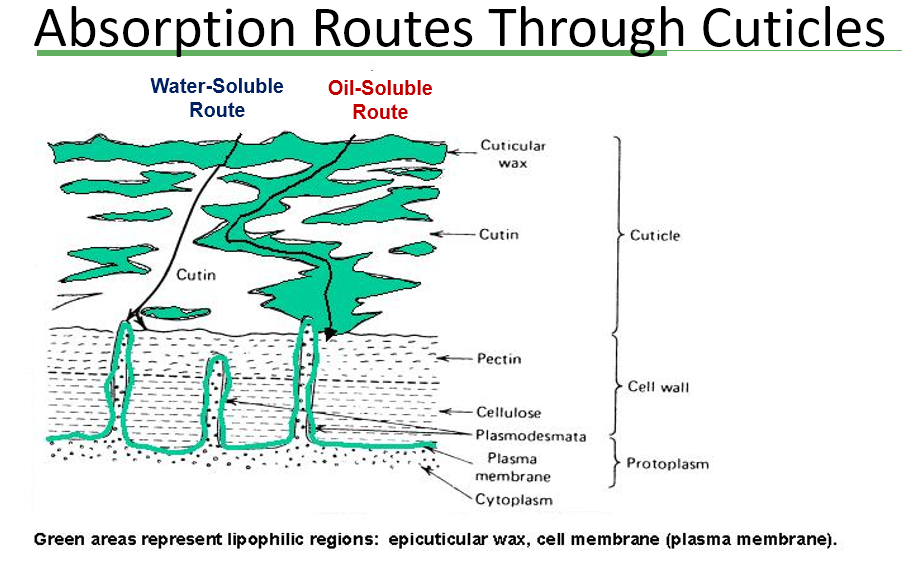 Absorption Routes Through Cuticles
Water-Soluble
Route
Oil-Soluble
Route
Cuticular
wax
Cutin
Cuticle
Cutin
Pectin
Cell wall
Cellulose
Plasmodesmata
Plasma
membrane
Protoplasm
Cytoplasm
Green areas represent lipophilic regions:  epicuticular wax, cell membrane (plasma membrane).